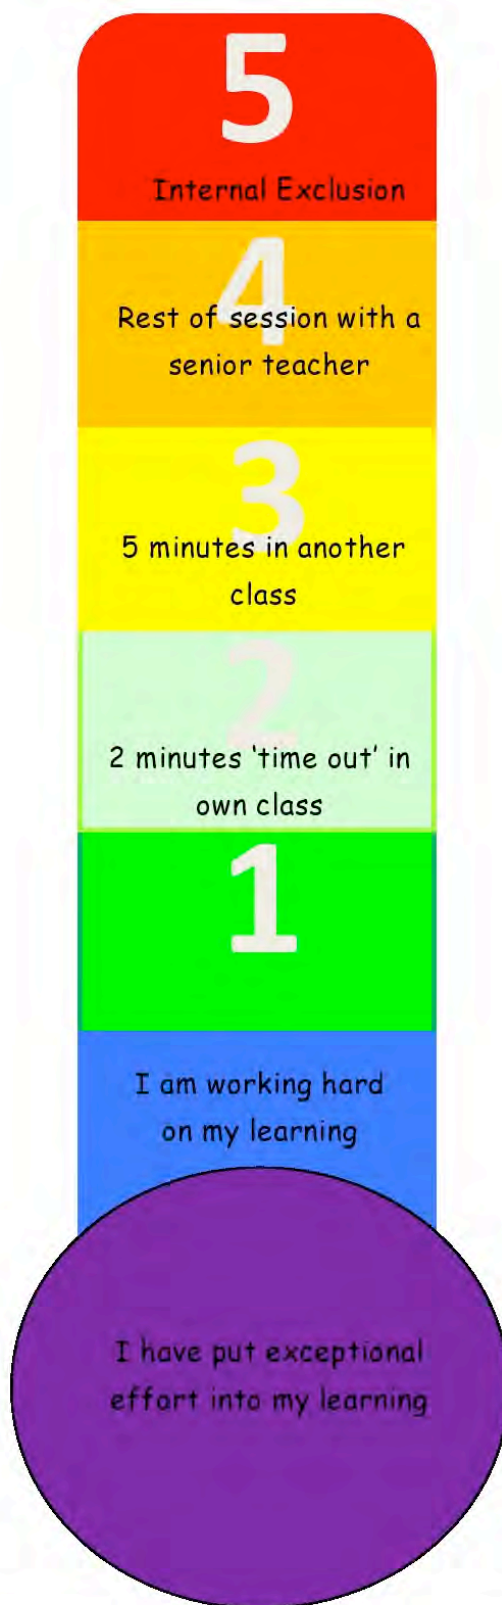 5
Internal Exclusion
4
Rest of session with a
senior teacher
3
5 minutes in another
class
2
2 minutes ‘time out’ in
own class
1
I am working hard
on my learning
I have put exceptional
effort into my learning